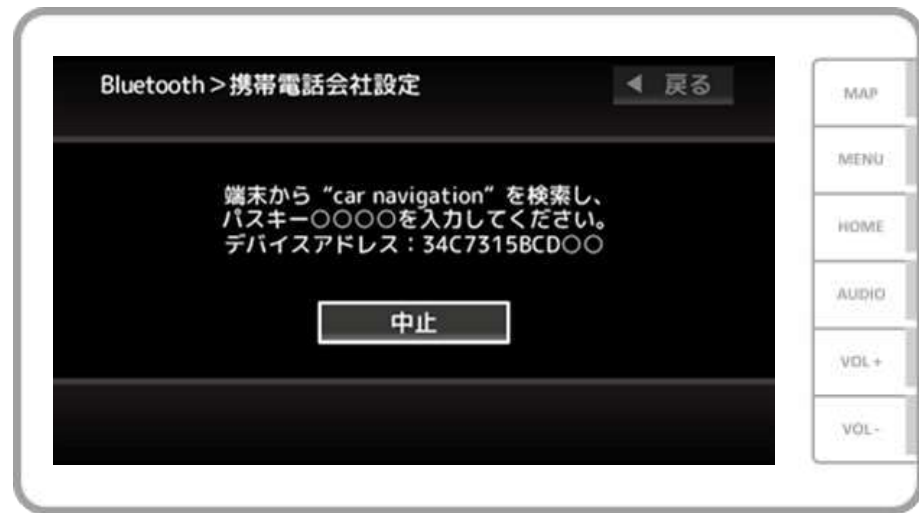 Bluetooth＞携帯電話会社設定
◀ 戻る
端末から “car navigation” を検索し、
パスキー○○○○を入力してください。
デバイスアドレス：34C7315BCD○○
中止
MAP
MENU
HOME
AUDIO
VOL +
VOL -